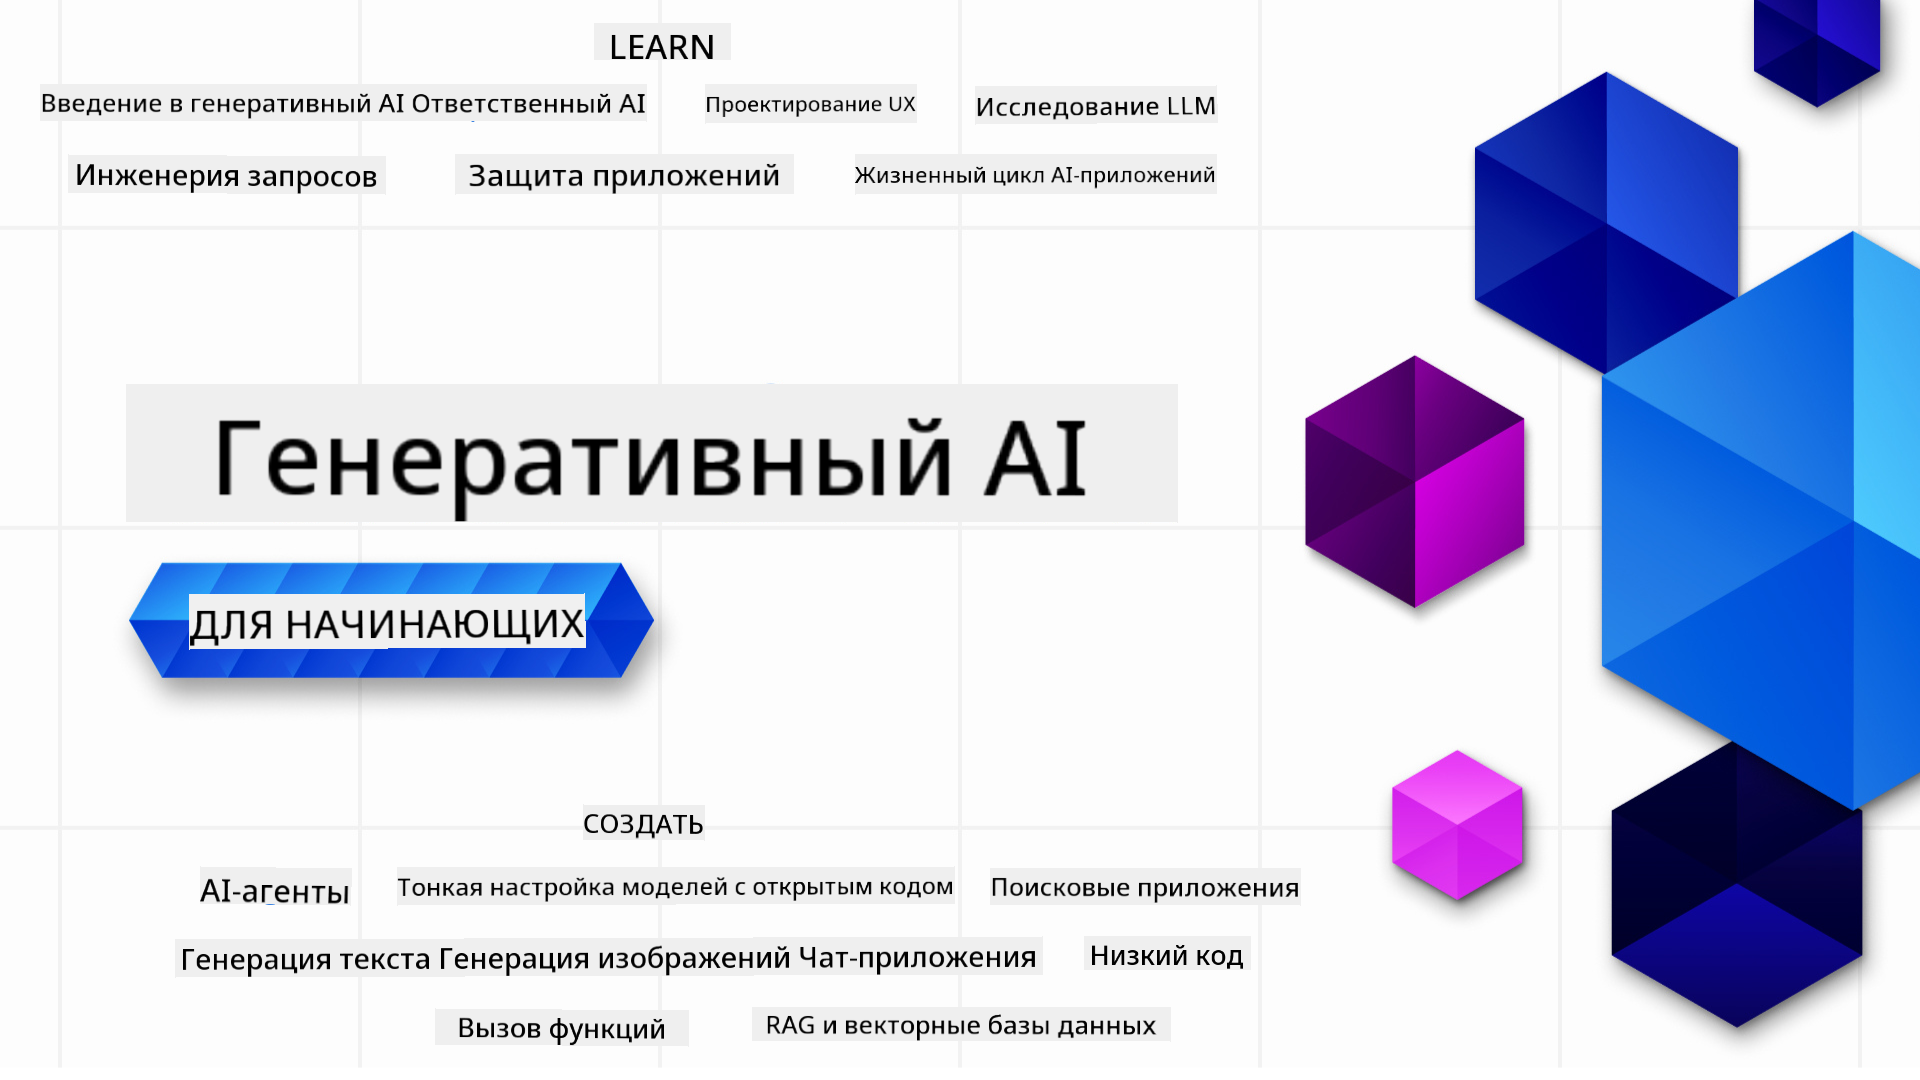 LEARN
Введение в генеративный AI Ответственный AI Проектирование UX Исследование LLM
Инженерия запросов Защита приложений Жизненный цикл AI-приложений
Генеративный AI
ДЛЯ НАЧИНАЮЩИХ
СОЗДАТЬ
AI-агенты Тонкая настройка моделей с открытым кодом Поисковые приложения
Генерация текста Генерация изображений Чат-приложения Низкий код
Вызов функций RAG и векторные базы данных